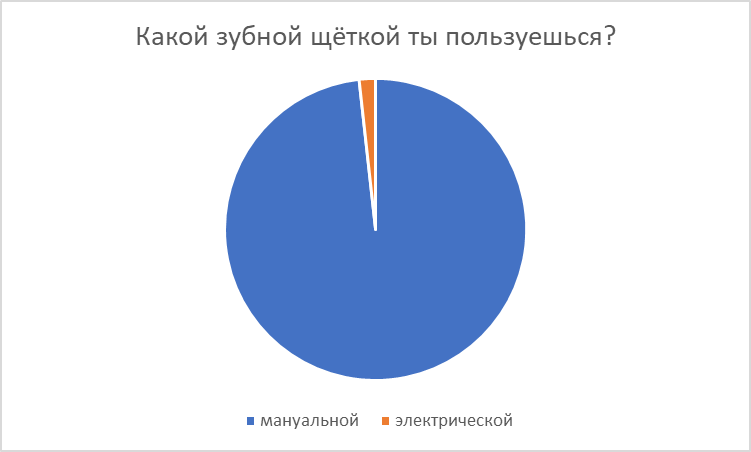 Какой зубной щёткой ты пользуешься?
мануальной электрической